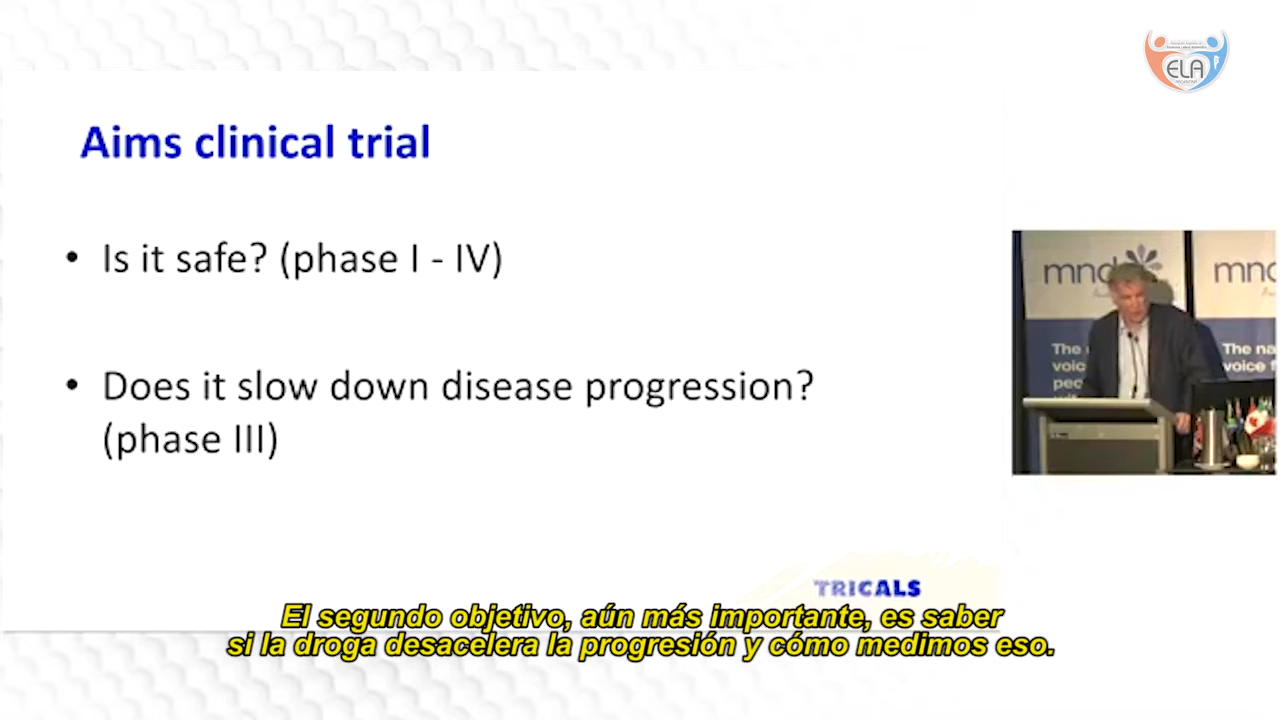 ELA
Aims clinical trial
• Is it safe? (phase I - IV)
• Does it slow down disease progression?
(phase III)
mnd
mnd
The
voic
pec
The na
voice f
TRICALS
El segundo objetivo, aún más importante, es saber
si la droga desacelera la progresión y cómo medimos eso.